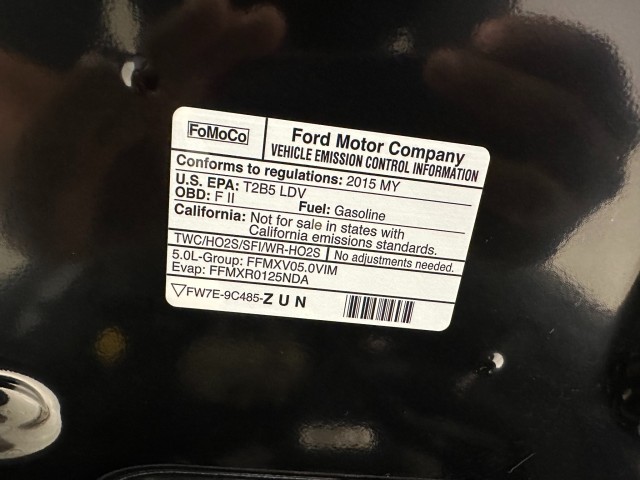 FoMoCo
Ford Motor Company
VEHICLE EMISSION CONTROL INFORMATION
Conforms to regulations: 2015 MY
U.S. EPA: T2B5 LDV
OBD: F II
Fuel: Gasoline
California: Not for sale in states with
California emissions standards.
TWC/HO2S/SFI/WR-HO2S
No adjustments needed.
5.0L-Group: FFMXV05.0VIM
Evap: FFMXR0125NDA
▽FW7E-9C485-ZUN